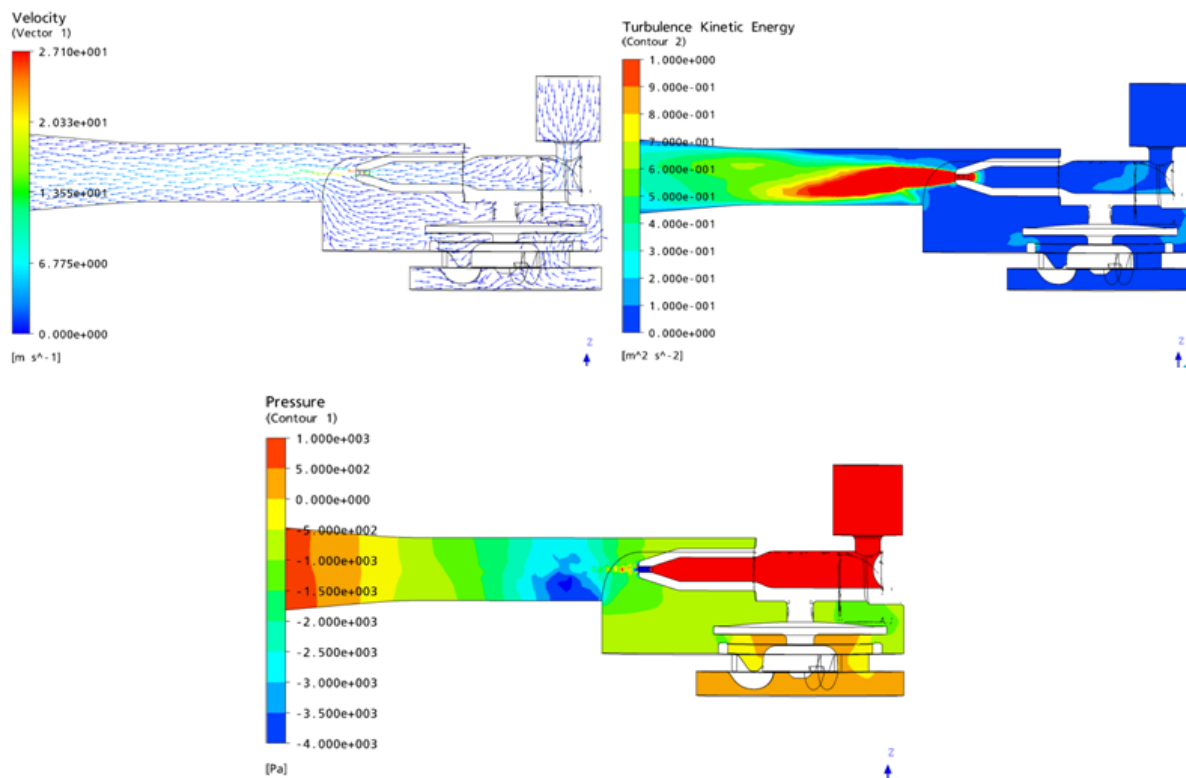 Velocity
(Vector 1)
2.710e+001
2.033e+001
1.355e+001
6.775e+000
0.000e+000
[m s^-1]
Z
Turbulence Kinetic Energy
(Contour 2)
1.000e+000
9.000e-001
8.000e-001
7.000e-001
6.000e-001
5.000e-001
4.000e-001
3.000e-001
2.000e-001
1.000e-001
0.000e+000
[m^2 s^-2]
Z
Pressure
(Contour 1)
1.000e+003
5.000e+002
0.000e+000
-5.000e+002
-1.000e+003
-1.500e+003
-2.000e+003
-2.500e+003
-3.000e+003
-3.500e+003
-4.000e+003
[Pa]
Z